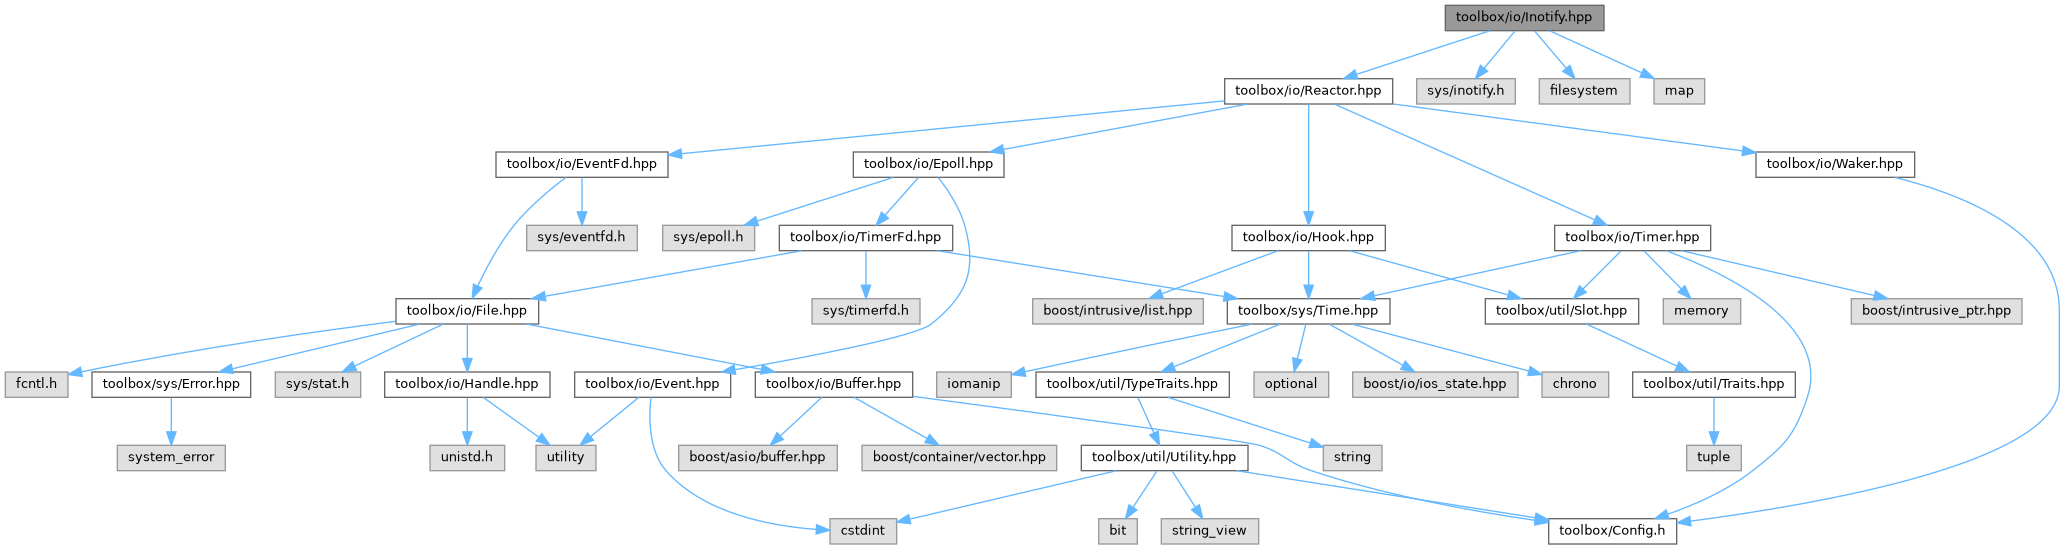 toolbox/io/Inotify.hpp
toolbox/io/Reactor.hpp
sys/inotify.h
filesystem
map
toolbox/io/EventFd.hpp
toolbox/io/Epoll.hpp
toolbox/io/Waker.hpp
sys/eventfd.h
sys/epoll.h
toolbox/io/TimerFd.hpp
toolbox/io/Hook.hpp
toolbox/io/Timer.hpp
toolbox/io/File.hpp
sys/timerfd.h
boost/intrusive/list.hpp
toolbox/sys/Time.hpp
toolbox/util/Slot.hpp
memory
boost/intrusive_ptr.hpp
fcntl.h
toolbox/sys/Error.hpp
sys/stat.h
toolbox/io/Handle.hpp
toolbox/io/Event.hpp
toolbox/io/Buffer.hpp
iomanip
toolbox/util/TypeTraits.hpp
optional
boost/io/ios_state.hpp
chrono
toolbox/util/Traits.hpp
system_error
unistd.h
utility
boost/asio/buffer.hpp
boost/container/vector.hpp
toolbox/util/Utility.hpp
string
tuple
cstdint
bit
string_view
toolbox/Config.h